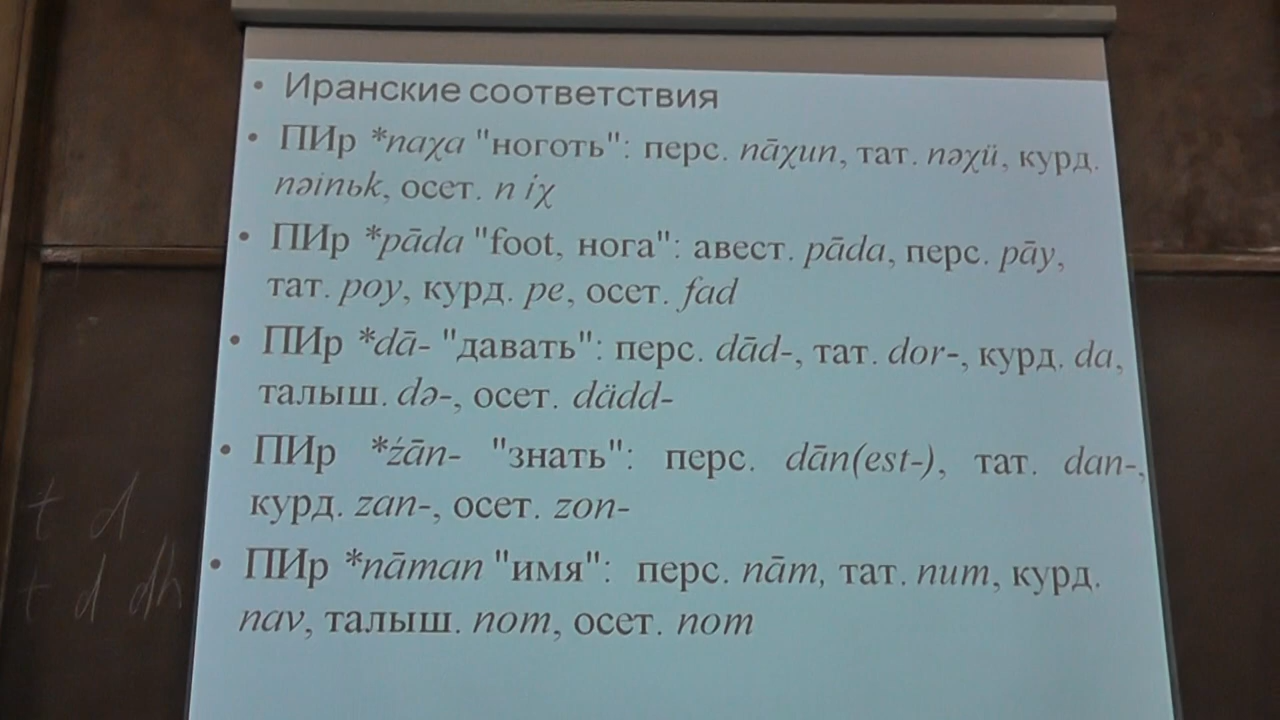 • Иранские соответствия
• ПИр *naχa "ноготь": перс. nāχun, тат. nəχü, курд.
nəinьk, осет. n iχ
• ПИр *pāda "foot, нога": авест. pāda, перс. pāy,
тат. poy, курд. pe, осет. fad
• ПИр *dā- "давать": перс. dād-, тат. dor-, курд. da,
талыш. də-, осет. dädd-
• ПИр *źān- "знать": перс. dān(est-), тат. dan-,
курд. zan-, осет. zon-
• ПИр *nāman "имя": перс. nām, тат. num, курд.
nav, талыш. nom, осет. nom
t d
t d dh